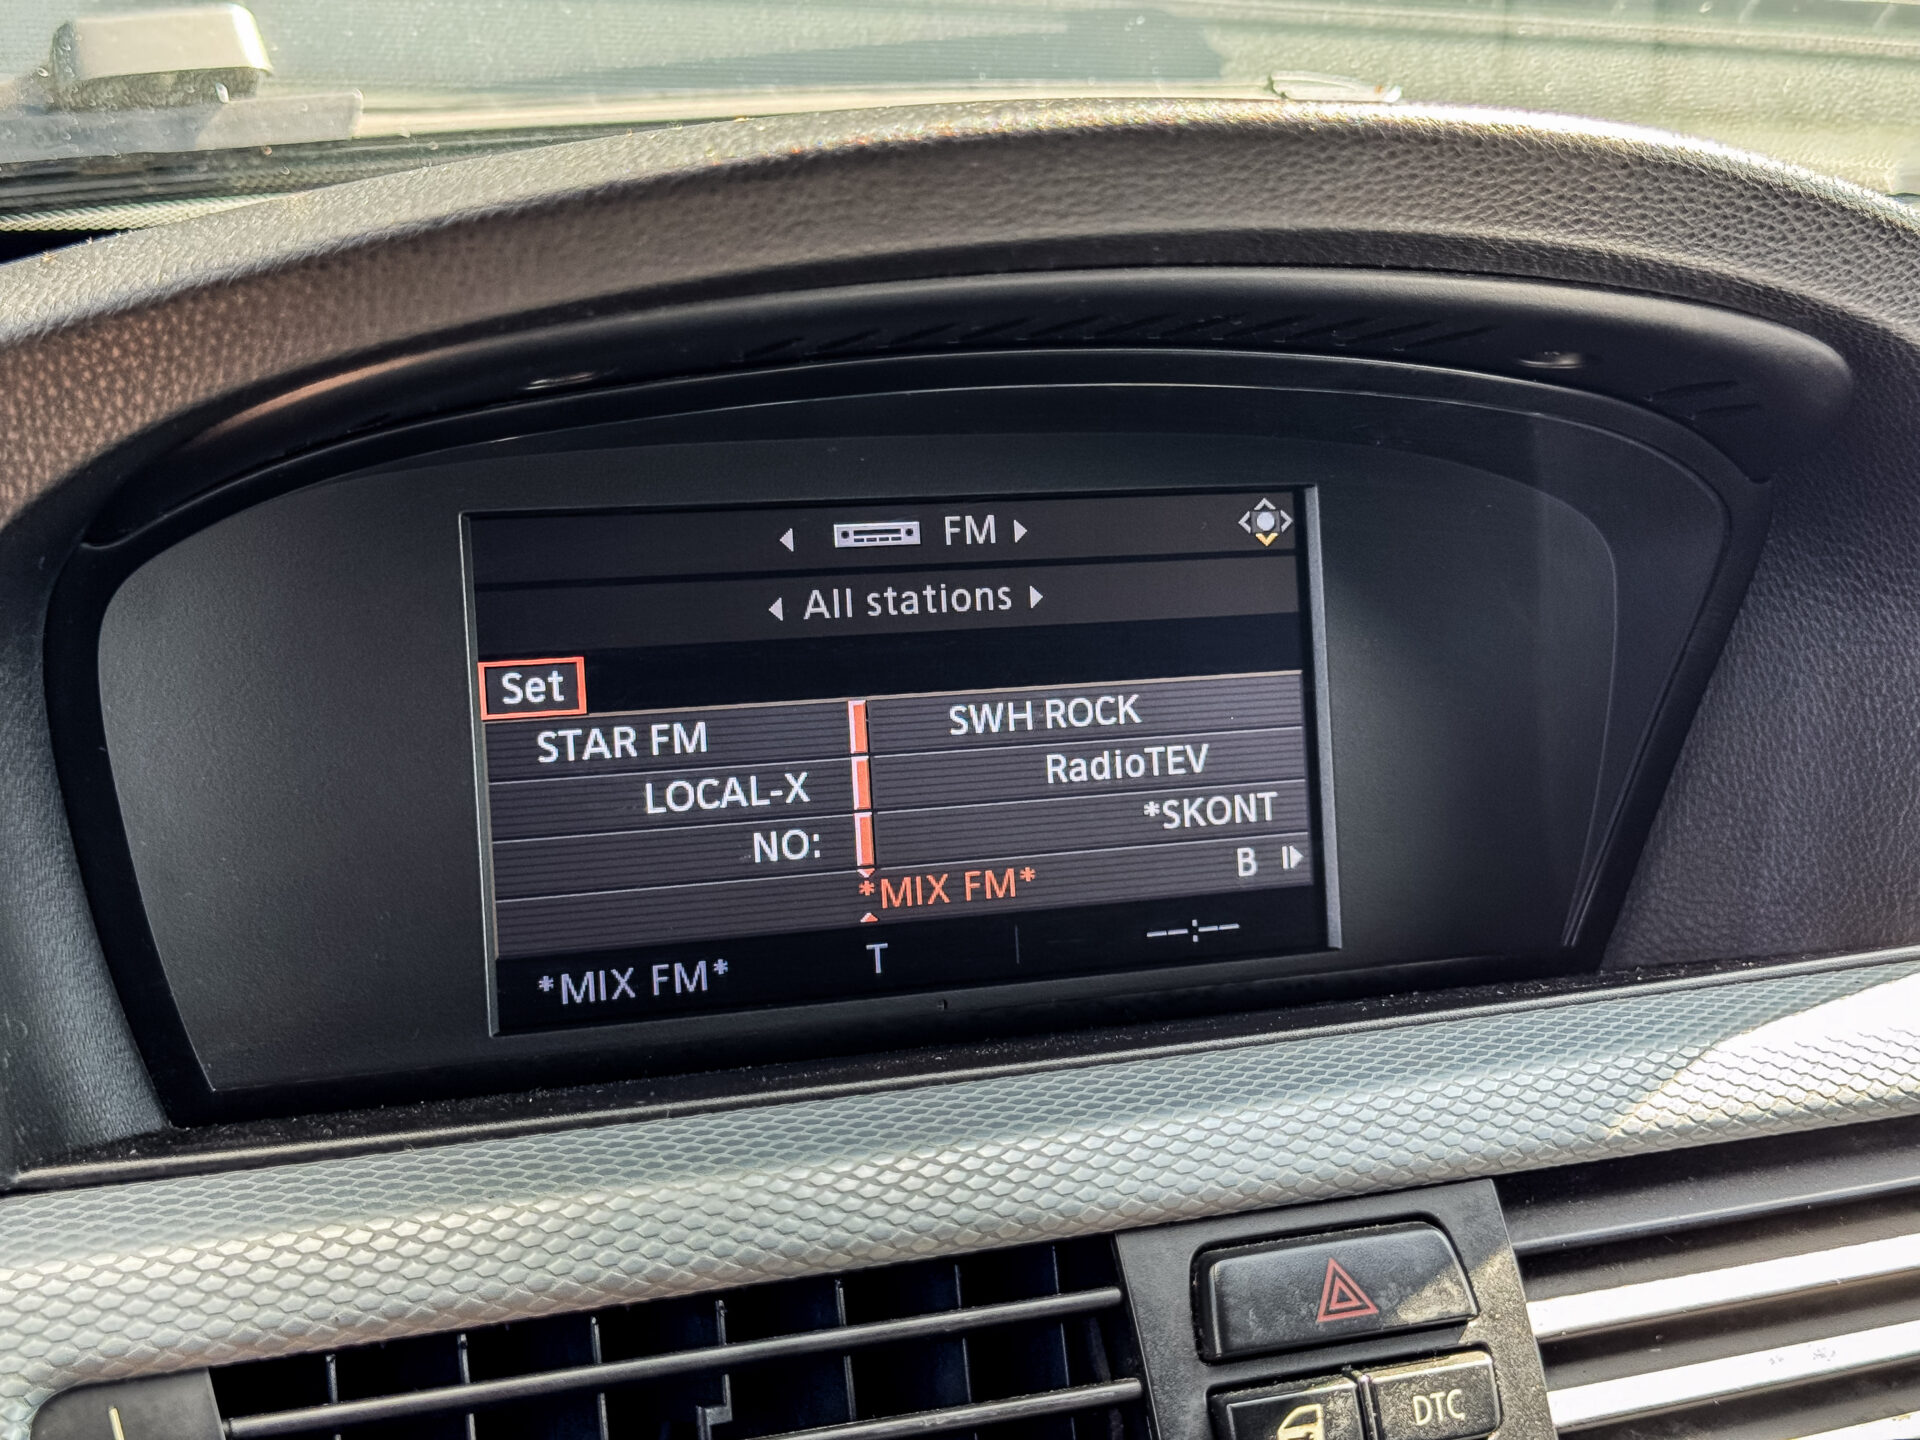 FM
All stations
Set
STAR FM
SWH ROCK
LOCAL-X
RadioTEV
NO:
*SKONT
*MIX FM*
B
*MIX FM*
T
--:--
DTC